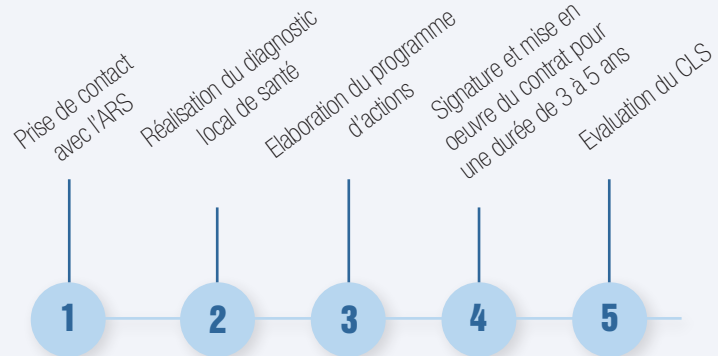 Prise de contact
avec l'ARS
Réalisation du diagnostic
local de santé
Elaboration du programme
d'actions
Signature et mise en
oeuvre du contrat pour
une durée de 3 à 5 ans
Evaluation du CLS
1
2
3
4
5